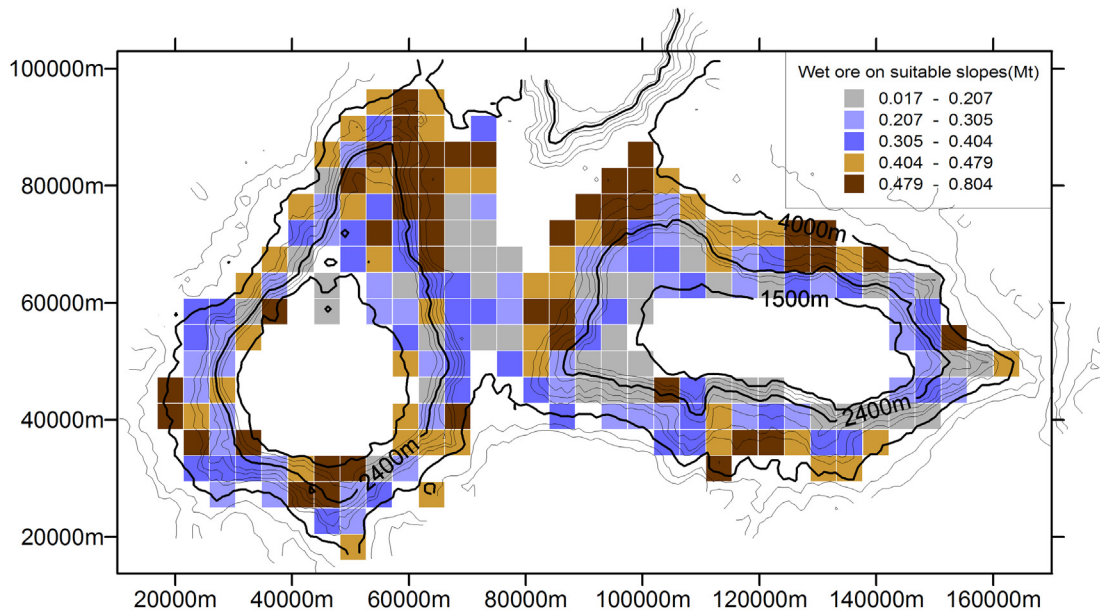 Wet ore on suitable slopes(Mt)
0.017 - 0.207
0.207 - 0.305
0.305 - 0.404
0.404 - 0.479
0.479 - 0.804
100000m
80000m
60000m
40000m
20000m
4000m
1500m
2400m
2400m
20000m 40000m 60000m 80000m 100000m 120000m 140000m 160000m